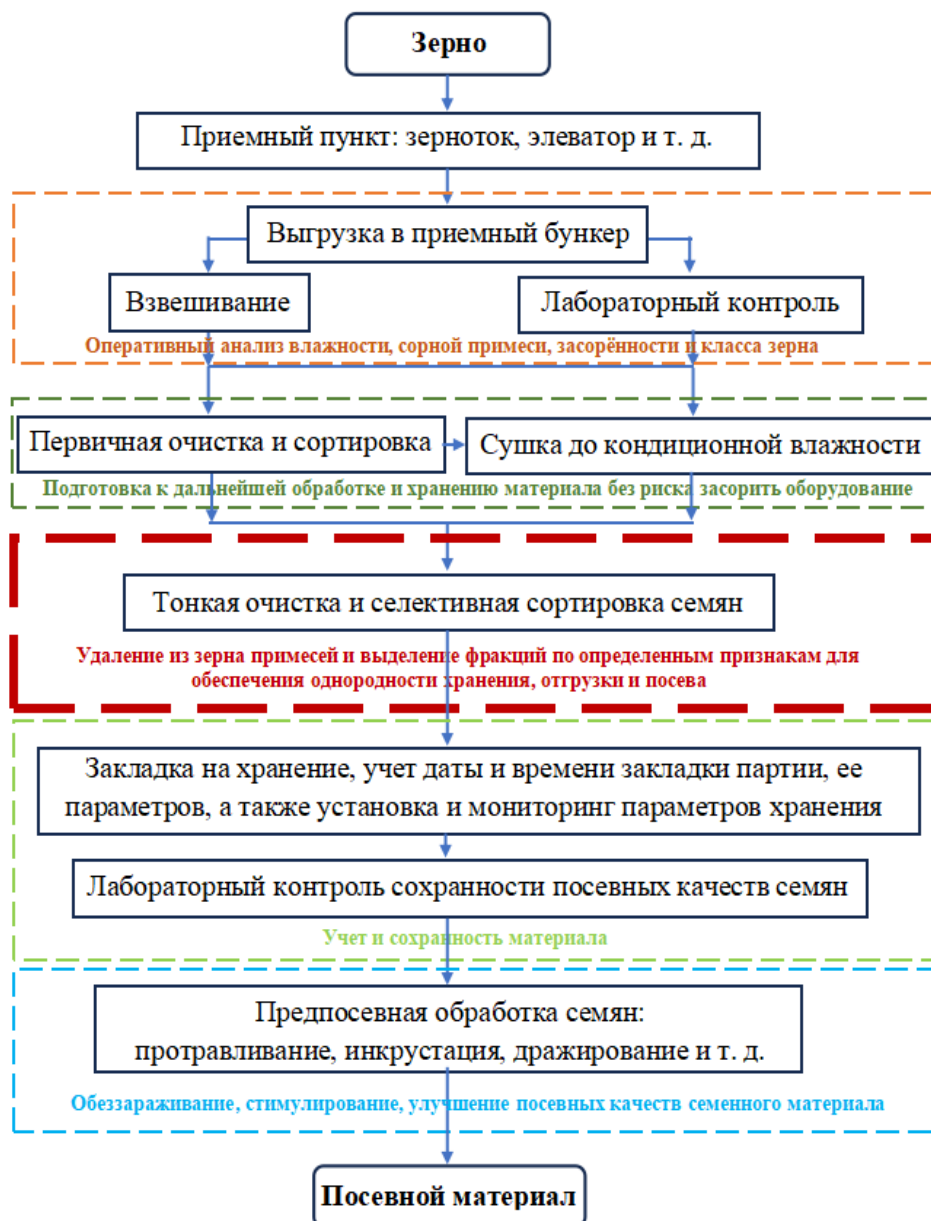 Зерно
Приемный пункт: зерноток, элеватор и т. д.
Выгрузка в приемный бункер
Взвешивание
Лабораторный контроль
Оперативный анализ влажности, сорной примеси, засорённости и класса зерна
Первичная очистка и сортировка
Сушка до кондиционной влажности
Подготовка к дальнейшей обработке и хранению материала без риска засорить оборудование
Тонкая очистка и селективная сортировка семян
Удаление из зерна примесей и выделение фракций по определенным признакам для
обеспечения однородности хранения, отгрузки и посева
Закладка на хранение, учет даты и времени закладки партии, ее
параметров, а также установка и мониторинг параметров хранения
Лабораторный контроль сохранности посевных качеств семян
Учет и сохранность материала
Предпосевная обработка семян:
протравливание, инкрустация, дражирование и т. д.
Обеззараживание, стимулирование, улучшение посевных качеств семенного материала
Посевной материал